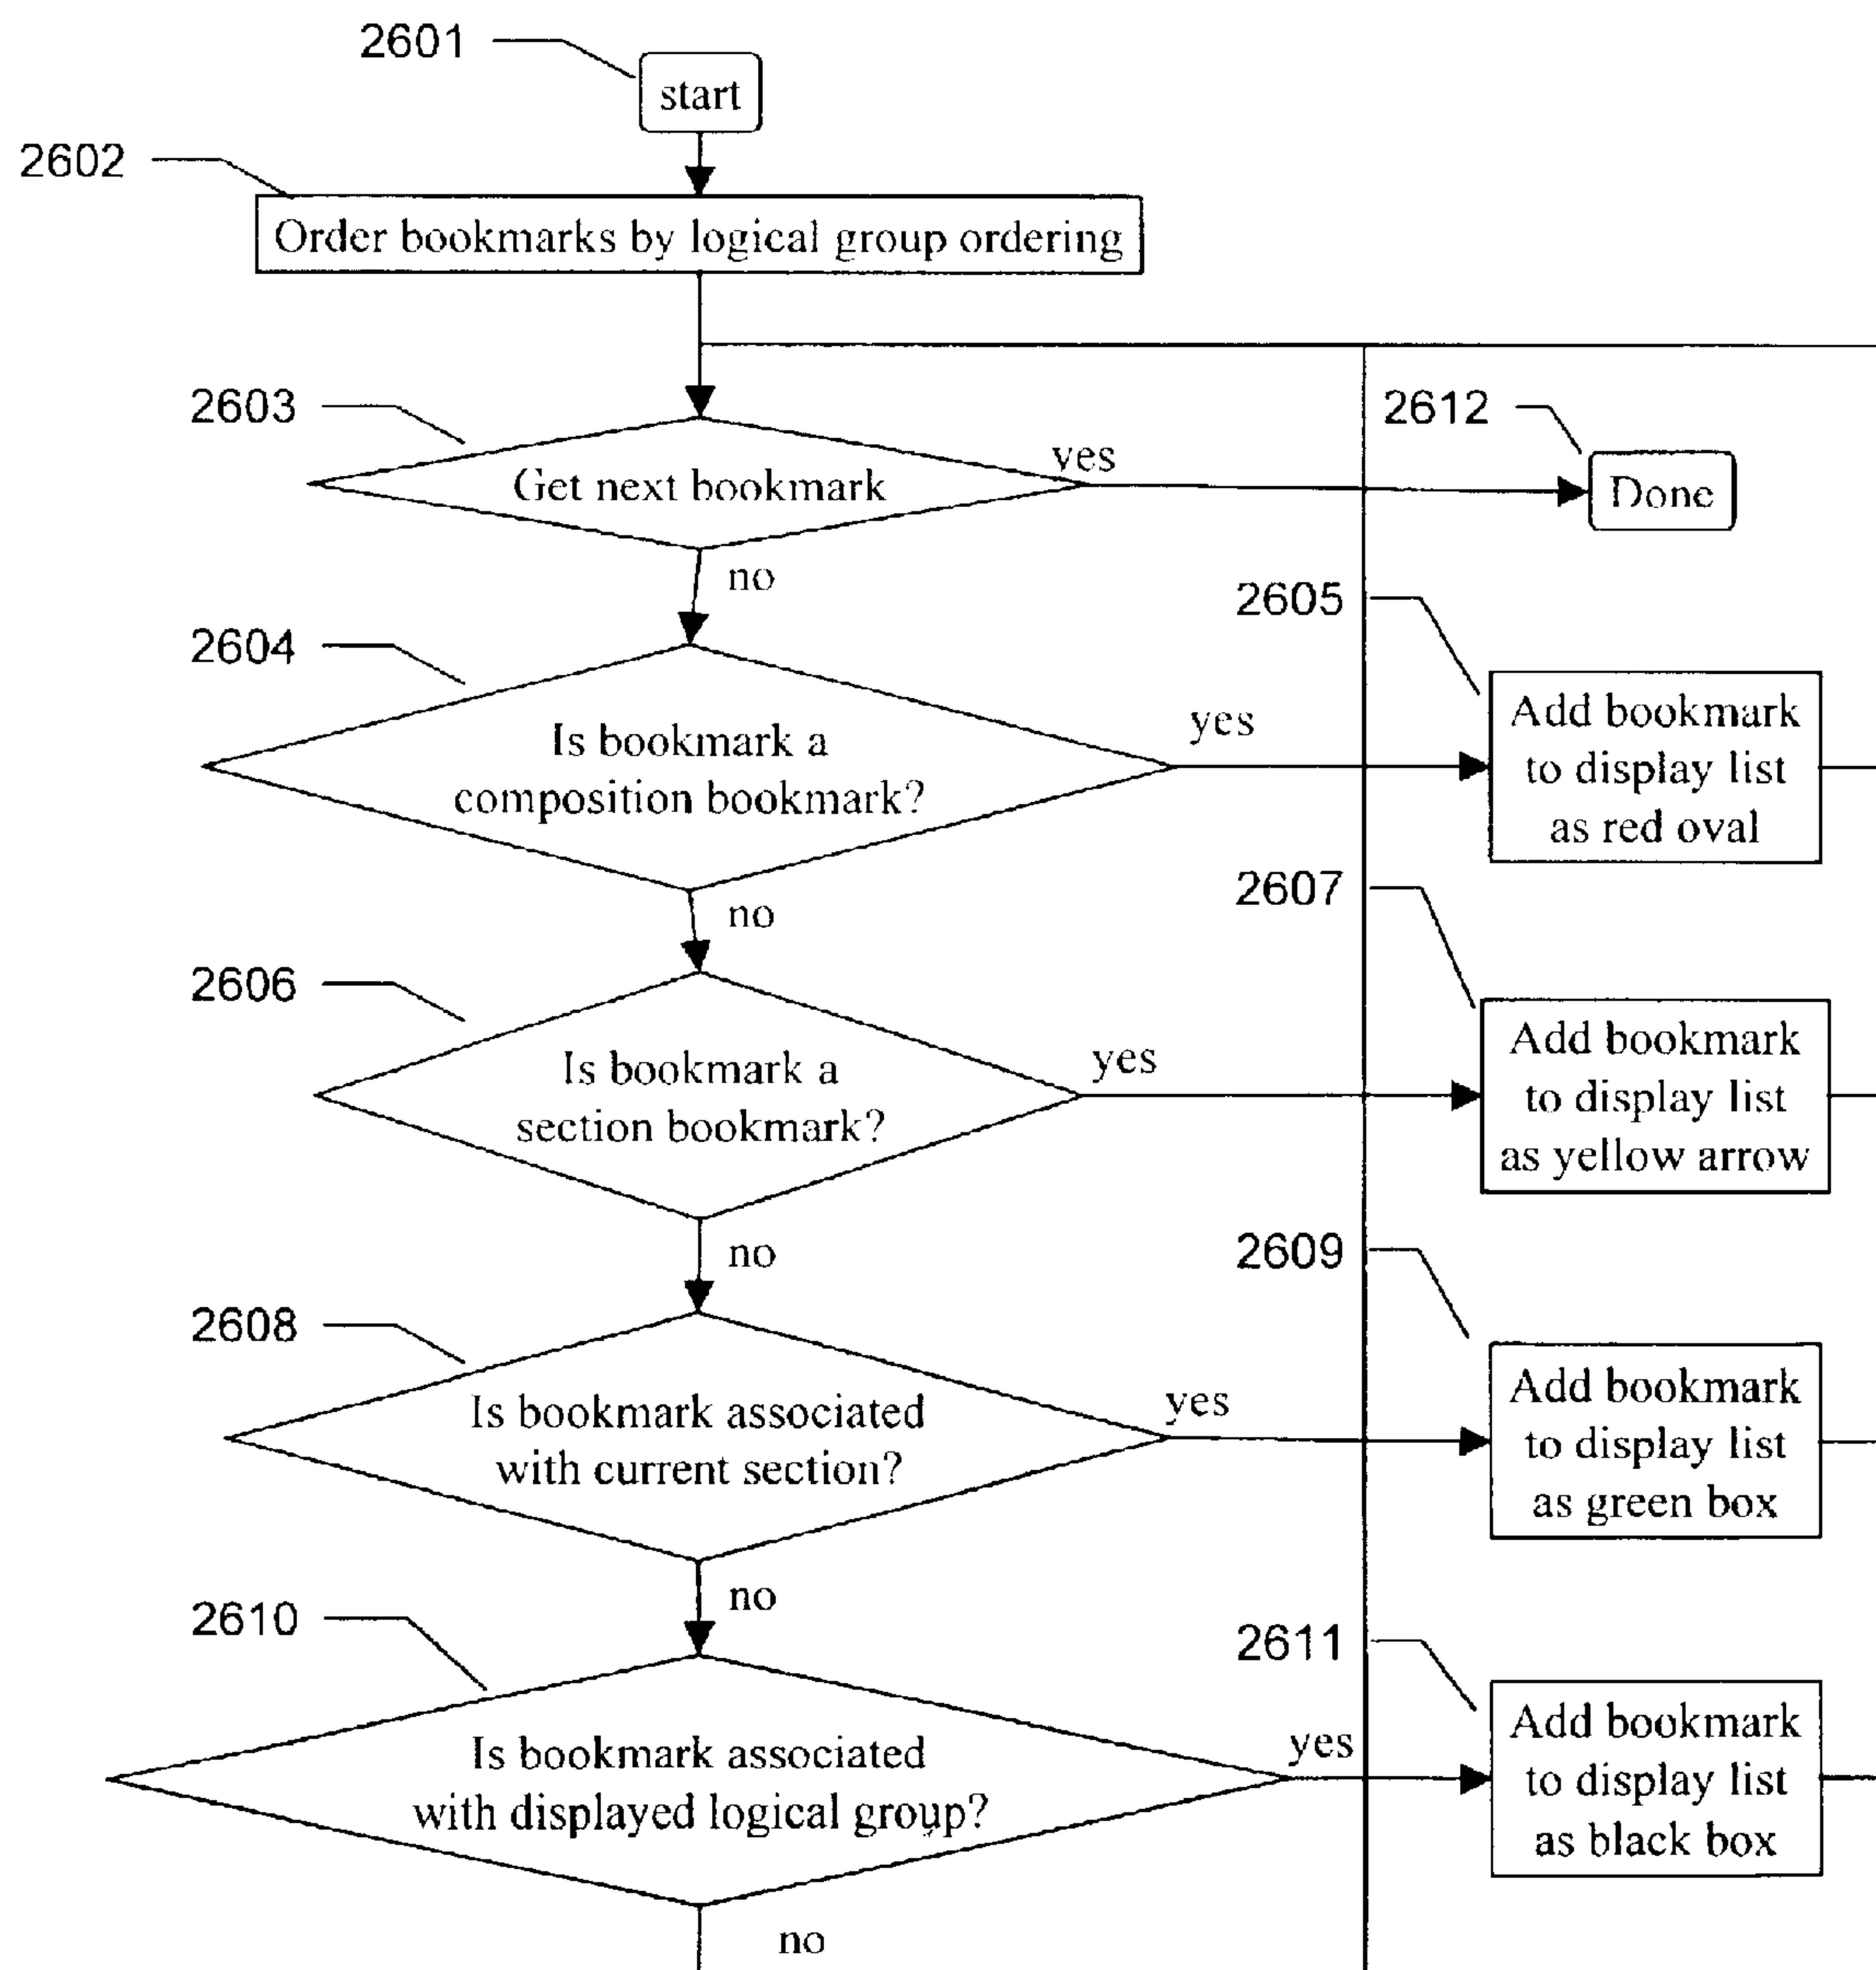 2601
start
2602
Order bookmarks by logical group ordering
2603
Get next bookmark
yes
2612
Done
no
2604
Is bookmark a
composition bookmark?
yes
2605
Add bookmark
to display list
as red oval
no
2606
Is bookmark a
section bookmark?
yes
2607
Add bookmark
to display list
as yellow arrow
no
2608
Is bookmark associated
with current section?
yes
2609
Add bookmark
to display list
as green box
no
2610
Is bookmark associated
with displayed logical group?
yes
2611
Add bookmark
to display list
as black box
no